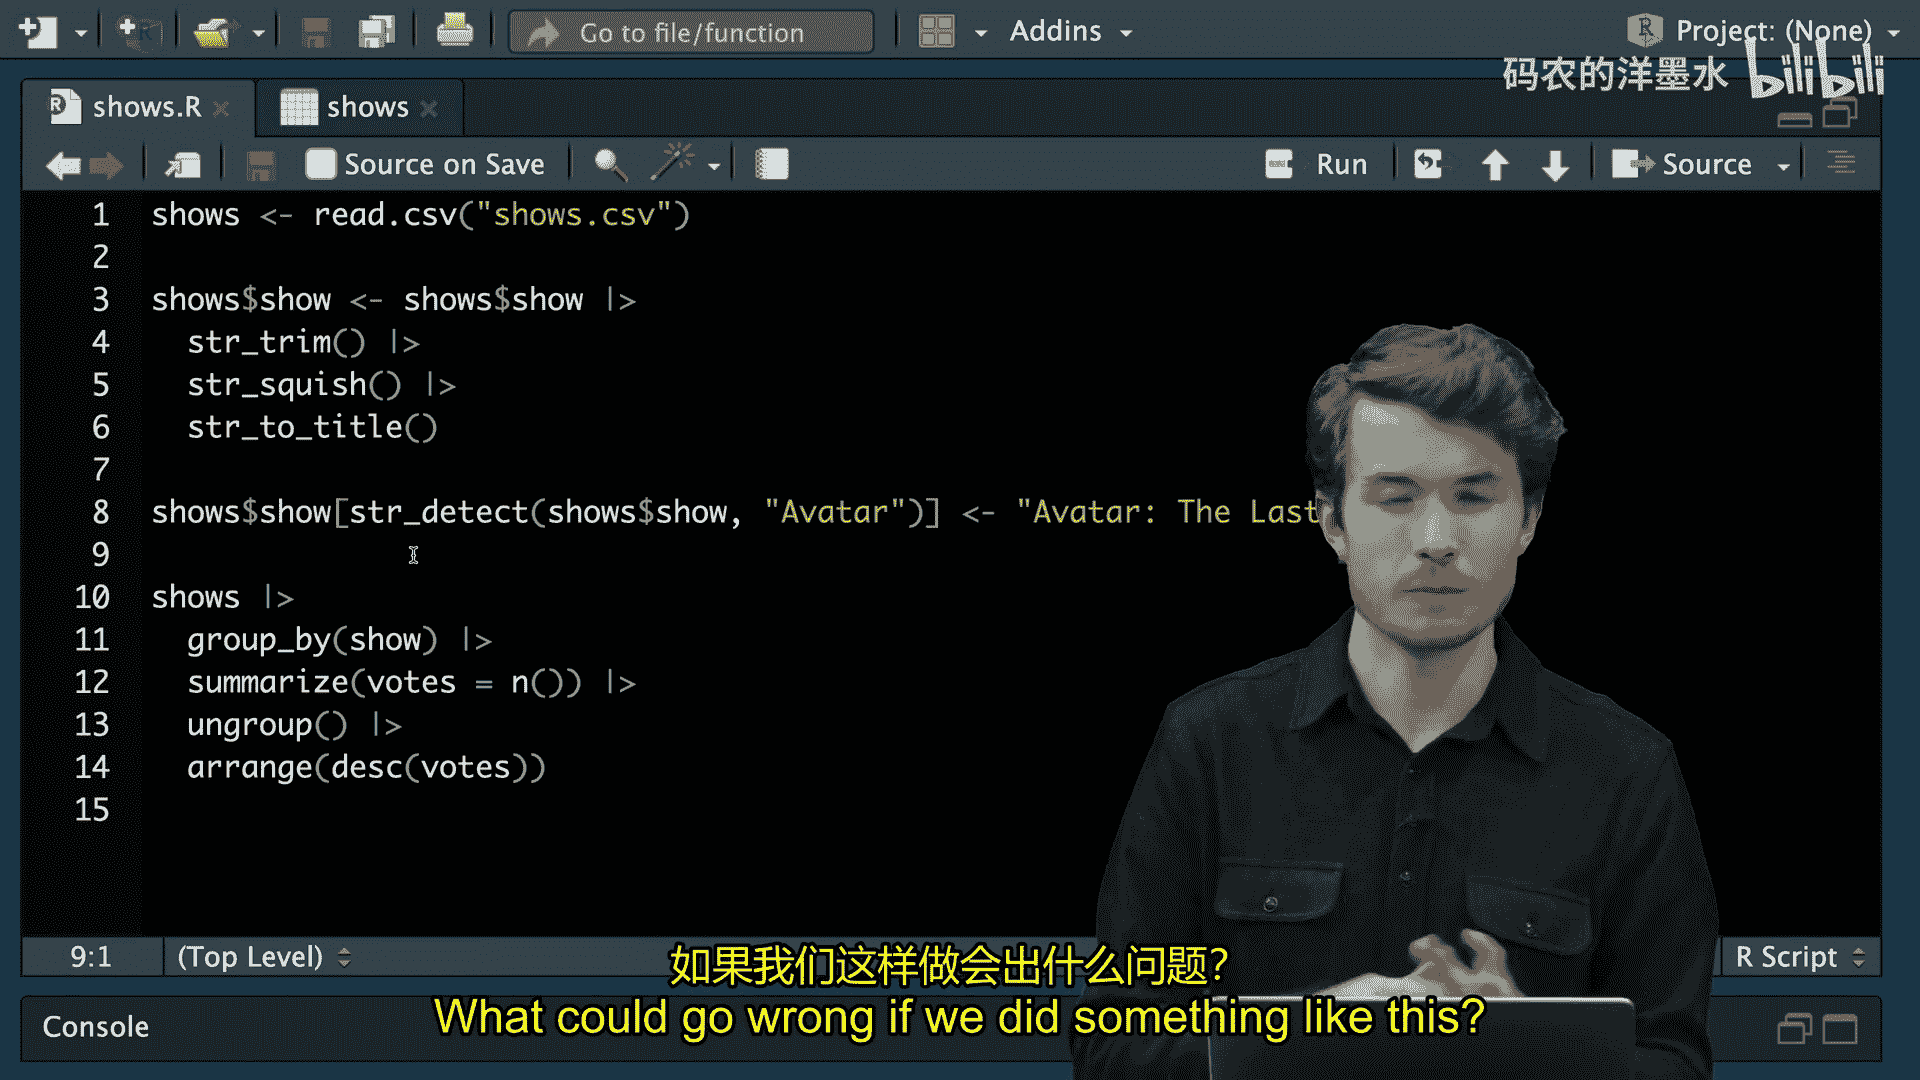 Go to file/function
Addins
Project: (None)
码农的洋墨水 bilibili
shows.R
shows
Source on Save
Run
Source
1 shows <- read.csv("shows.csv")
2
3 shows$show <- shows$show |>
4 str_trim() |>
5 str_squish() |>
6 str_to_title()
7
8 shows$show[str_detect(shows$show, "Avatar")] <- "Avatar: The Last
9
10 shows |>
11 group_by(show) |>
12 summarize(votes = n()) |>
13 ungroup() |>
14 arrange(desc(votes))
15
9:1 (Top Level)
R Script
如果我们这样做会出什么问题?
What could go wrong if we did something like this?
Console